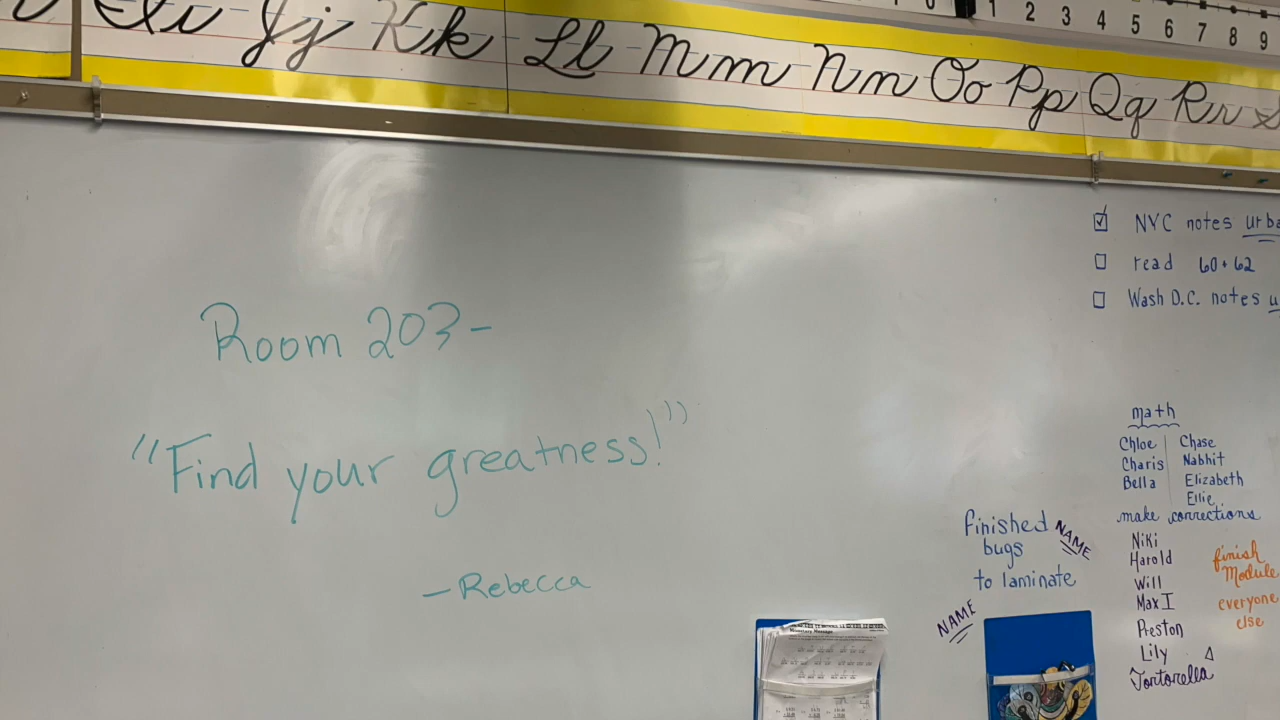 Jj Kk Ll Mm Nn Oo Pp Qq Rr
1 2 3 4 5 6 7 8 9
Room 203-
"Find your greatness!"
- Rebecca
NYC notes
read 60+62
Wash D.C. notes
math
Chloe Chase
Charis Nabhit
Bella Elizabeth
Ellie
make corrections
Niki
Harold
Will
Max I
Preston
Lily
Tortorella
finish
Module
everyone
else
Finished NAME
bugs
to laminate
NAME
Message